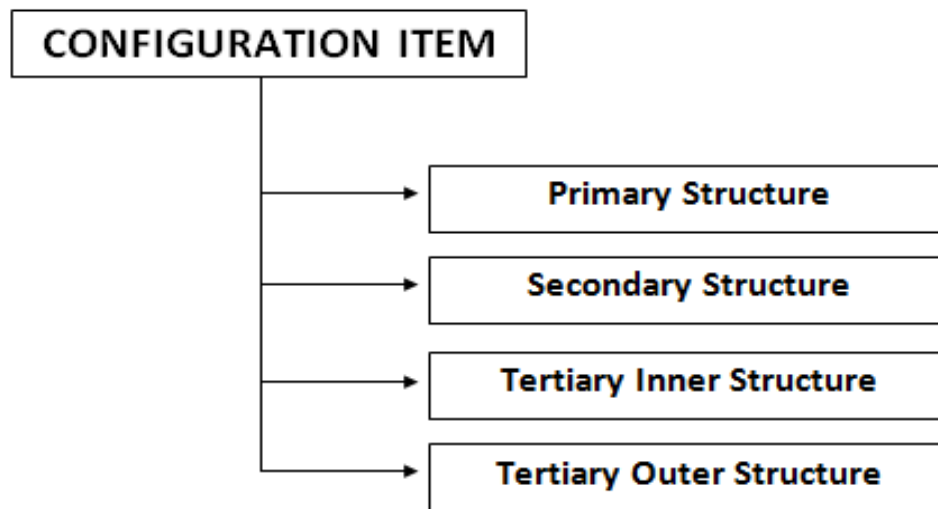 CONFIGURATION ITEM
Primary Structure
Secondary Structure
Tertiary Inner Structure
Tertiary Outer Structure